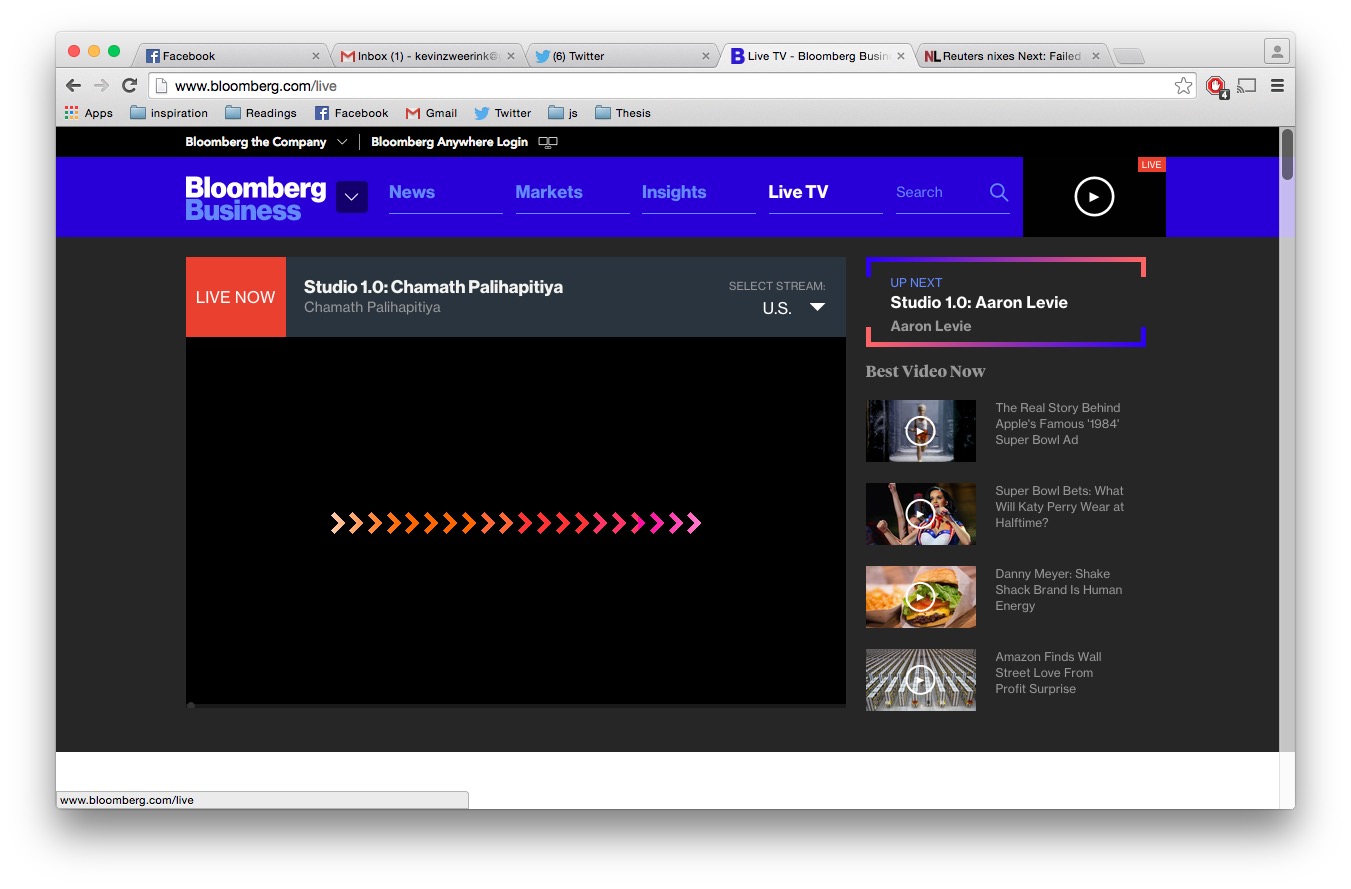 Facebook
Inbox (1) - kevinzweerink@
(6) Twitter
Live TV - Bloomberg Busin
NL Reuters nixes Next: Failed
www.bloomberg.com/live
4
Apps
inspiration
Readings
Facebook
Gmail
Twitter
js
Thesis
Bloomberg the Company
Bloomberg Anywhere Login
Bloomberg
Business
News
Markets
Insights
Live TV
Search
LIVE
LIVE NOW
Studio 1.0: Chamath Palihapitiya
Chamath Palihapitiya
SELECT STREAM:
U.S.
UP NEXT
Studio 1.0: Aaron Levie
Aaron Levie
Best Video Now
The Real Story Behind
Apple's Famous '1984'
Super Bowl Ad
Super Bowl Bets: What
Will Katy Perry Wear at
Halftime?
Danny Meyer: Shake
Shack Brand Is Human
Energy
Amazon Finds Wall
Street Love From
Profit Surprise
www.bloomberg.com/live